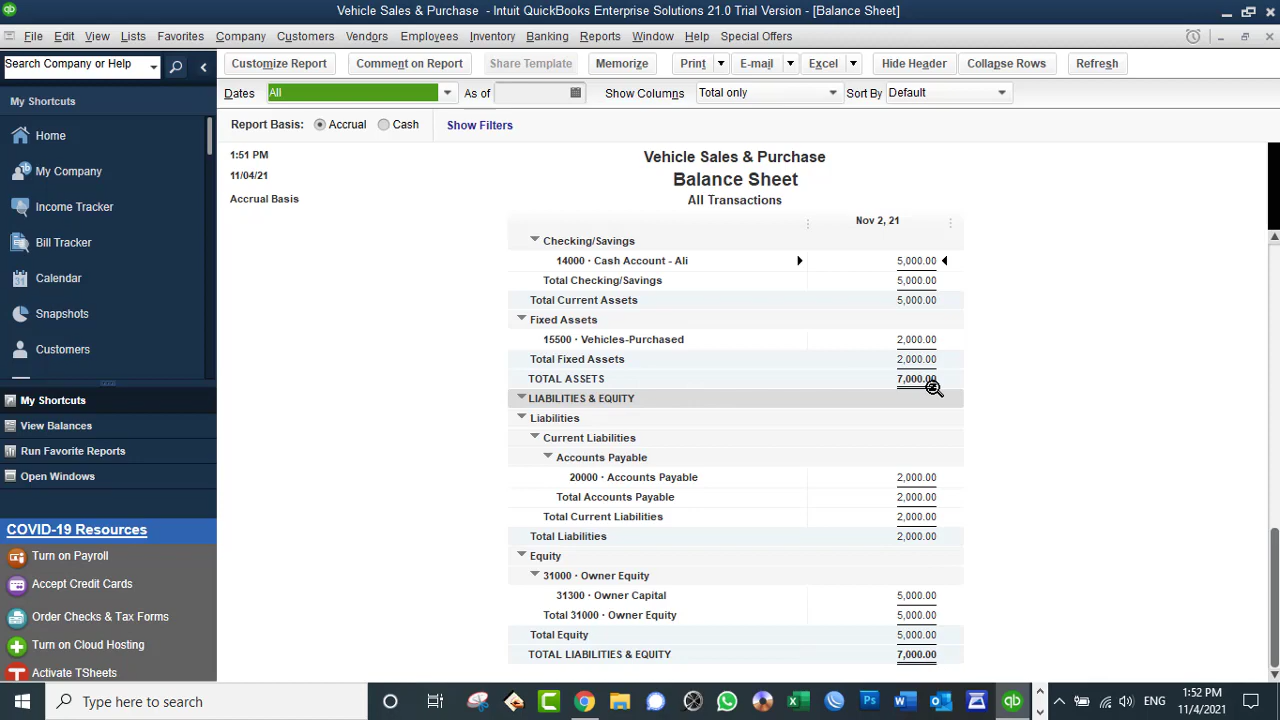 Vehicle Sales & Purchase - Intuit QuickBooks Enterprise Solutions 21.0 Trial Version - [Balance Sheet]
File Edit View Lists Favorites Company Customers Vendors Employees Inventory Banking Reports Window Help Special Offers
Search Company or Help
Customize Report Comment on Report Share Template Memorize Print E-mail Excel Hide Header Collapse Rows Refresh
My Shortcuts
Dates All As of Show Columns Total only Sort By Default
Report Basis: Accrual Cash Show Filters
Home
My Company
Income Tracker
Bill Tracker
Calendar
Snapshots
Customers
My Shortcuts
View Balances
Run Favorite Reports
Open Windows
COVID-19 Resources
Turn on Payroll
Accept Credit Cards
Order Checks & Tax Forms
Turn on Cloud Hosting
Activate TSheets
1:51 PM
11/04/21
Accrual Basis
Vehicle Sales & Purchase
Balance Sheet
All Transactions
Nov 2, 21
Checking/Savings
14000 · Cash Account - Ali 5,000.00
Total Checking/Savings 5,000.00
Total Current Assets 5,000.00
Fixed Assets
15500 · Vehicles-Purchased 2,000.00
Total Fixed Assets 2,000.00
TOTAL ASSETS 7,000.00
LIABILITIES & EQUITY
Liabilities
Current Liabilities
Accounts Payable
20000 · Accounts Payable 2,000.00
Total Accounts Payable 2,000.00
Total Current Liabilities 2,000.00
Total Liabilities 2,000.00
Equity
31000 · Owner Equity
31300 · Owner Capital 5,000.00
Total 31000 · Owner Equity 5,000.00
Total Equity 5,000.00
TOTAL LIABILITIES & EQUITY 7,000.00
Type here to search
ENG
1:52 PM
11/4/2021